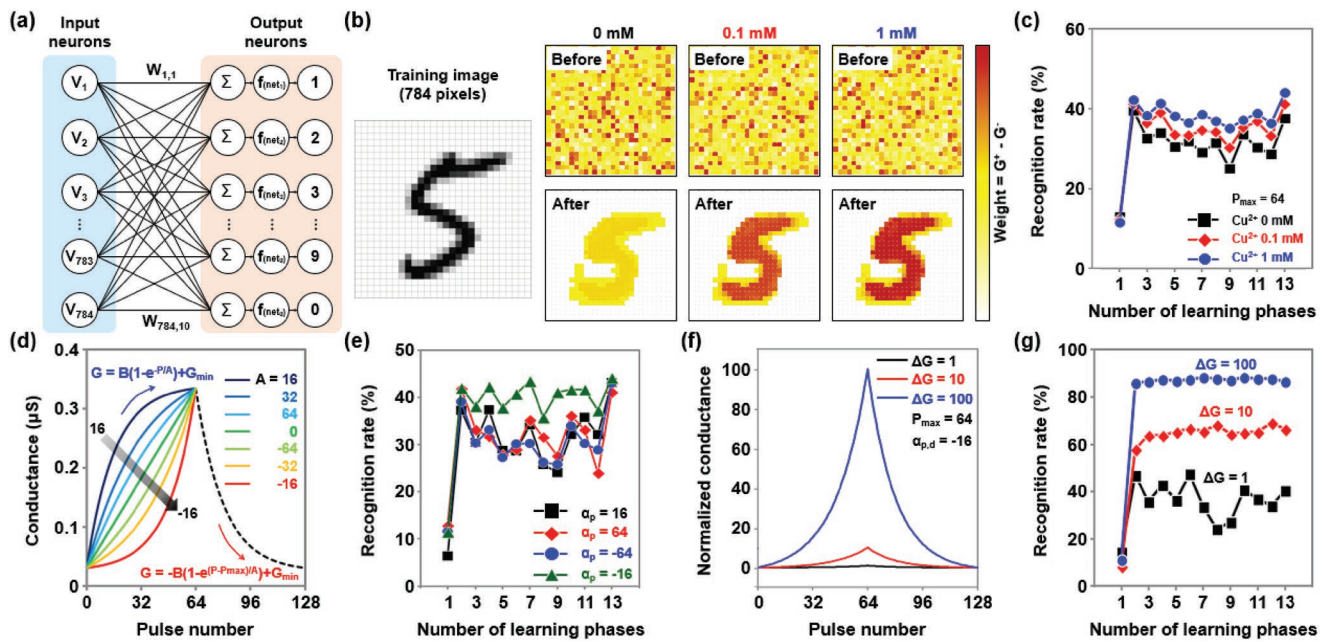 (a)
Input
neurons
Output
neurons
V1
V2
V3
⋮
V783
V784
W1,1
W784,10
Σ f(net1) 1
Σ f(net2) 2
Σ f(net3) 3
⋮ ⋮ ⋮
Σ 9
Σ 0
(b)
Training image
(784 pixels)
0 mM
0.1 mM
1 mM
Before
Before
Before
After
After
After
Weight = G+ - G-
(c)
Recognition rate (%)
60
40
20
0
Pmax = 64
Cu2+ 0 mM
Cu2+ 0.1 mM
Cu2+ 1 mM
1 3 5 7 9 11 13
Number of learning phases
(d)
Conductance (µS)
0.4
0.3
0.2
0.1
0.0
G = B(1-e-P/A)+Gmin
A = 16
32
64
0
-64
-32
-16
16
-16
G = -B(1-e(P-Pmax)/A)+Gmin
0 32 64 96 128
Pulse number
(e)
Recognition rate (%)
50
40
30
20
10
0
αp = 16
αp = 64
αp = -64
αp = -16
1 3 5 7 9 11 13
Number of learning phases
(f)
Normalized conductance
100
80
60
40
20
0
ΔG = 1
ΔG = 10
ΔG = 100
Pmax = 64
αp,d = -16
0 32 64 96 128
Pulse number
(g)
Recognition rate (%)
100
80
60
40
20
0
ΔG = 100
ΔG = 10
ΔG = 1
1 3 5 7 9 11 13
Number of learning phases